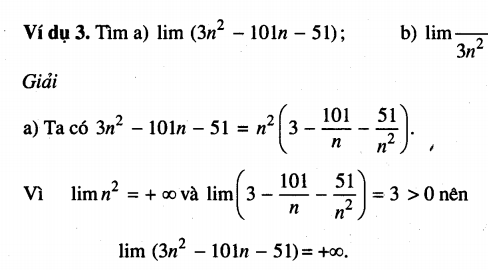 Ví dụ 3. Tìm a) lim (3n² − 101n − 51); b) lim 3n²
Giải
a) Ta có 3n² − 101n − 51 = n²(3 − 101/n − 51/n²).
Vì lim n² = + ∞ và lim(3 − 101/n − 51/n²) = 3 > 0 nên
lim (3n² − 101n − 51) = +∞.